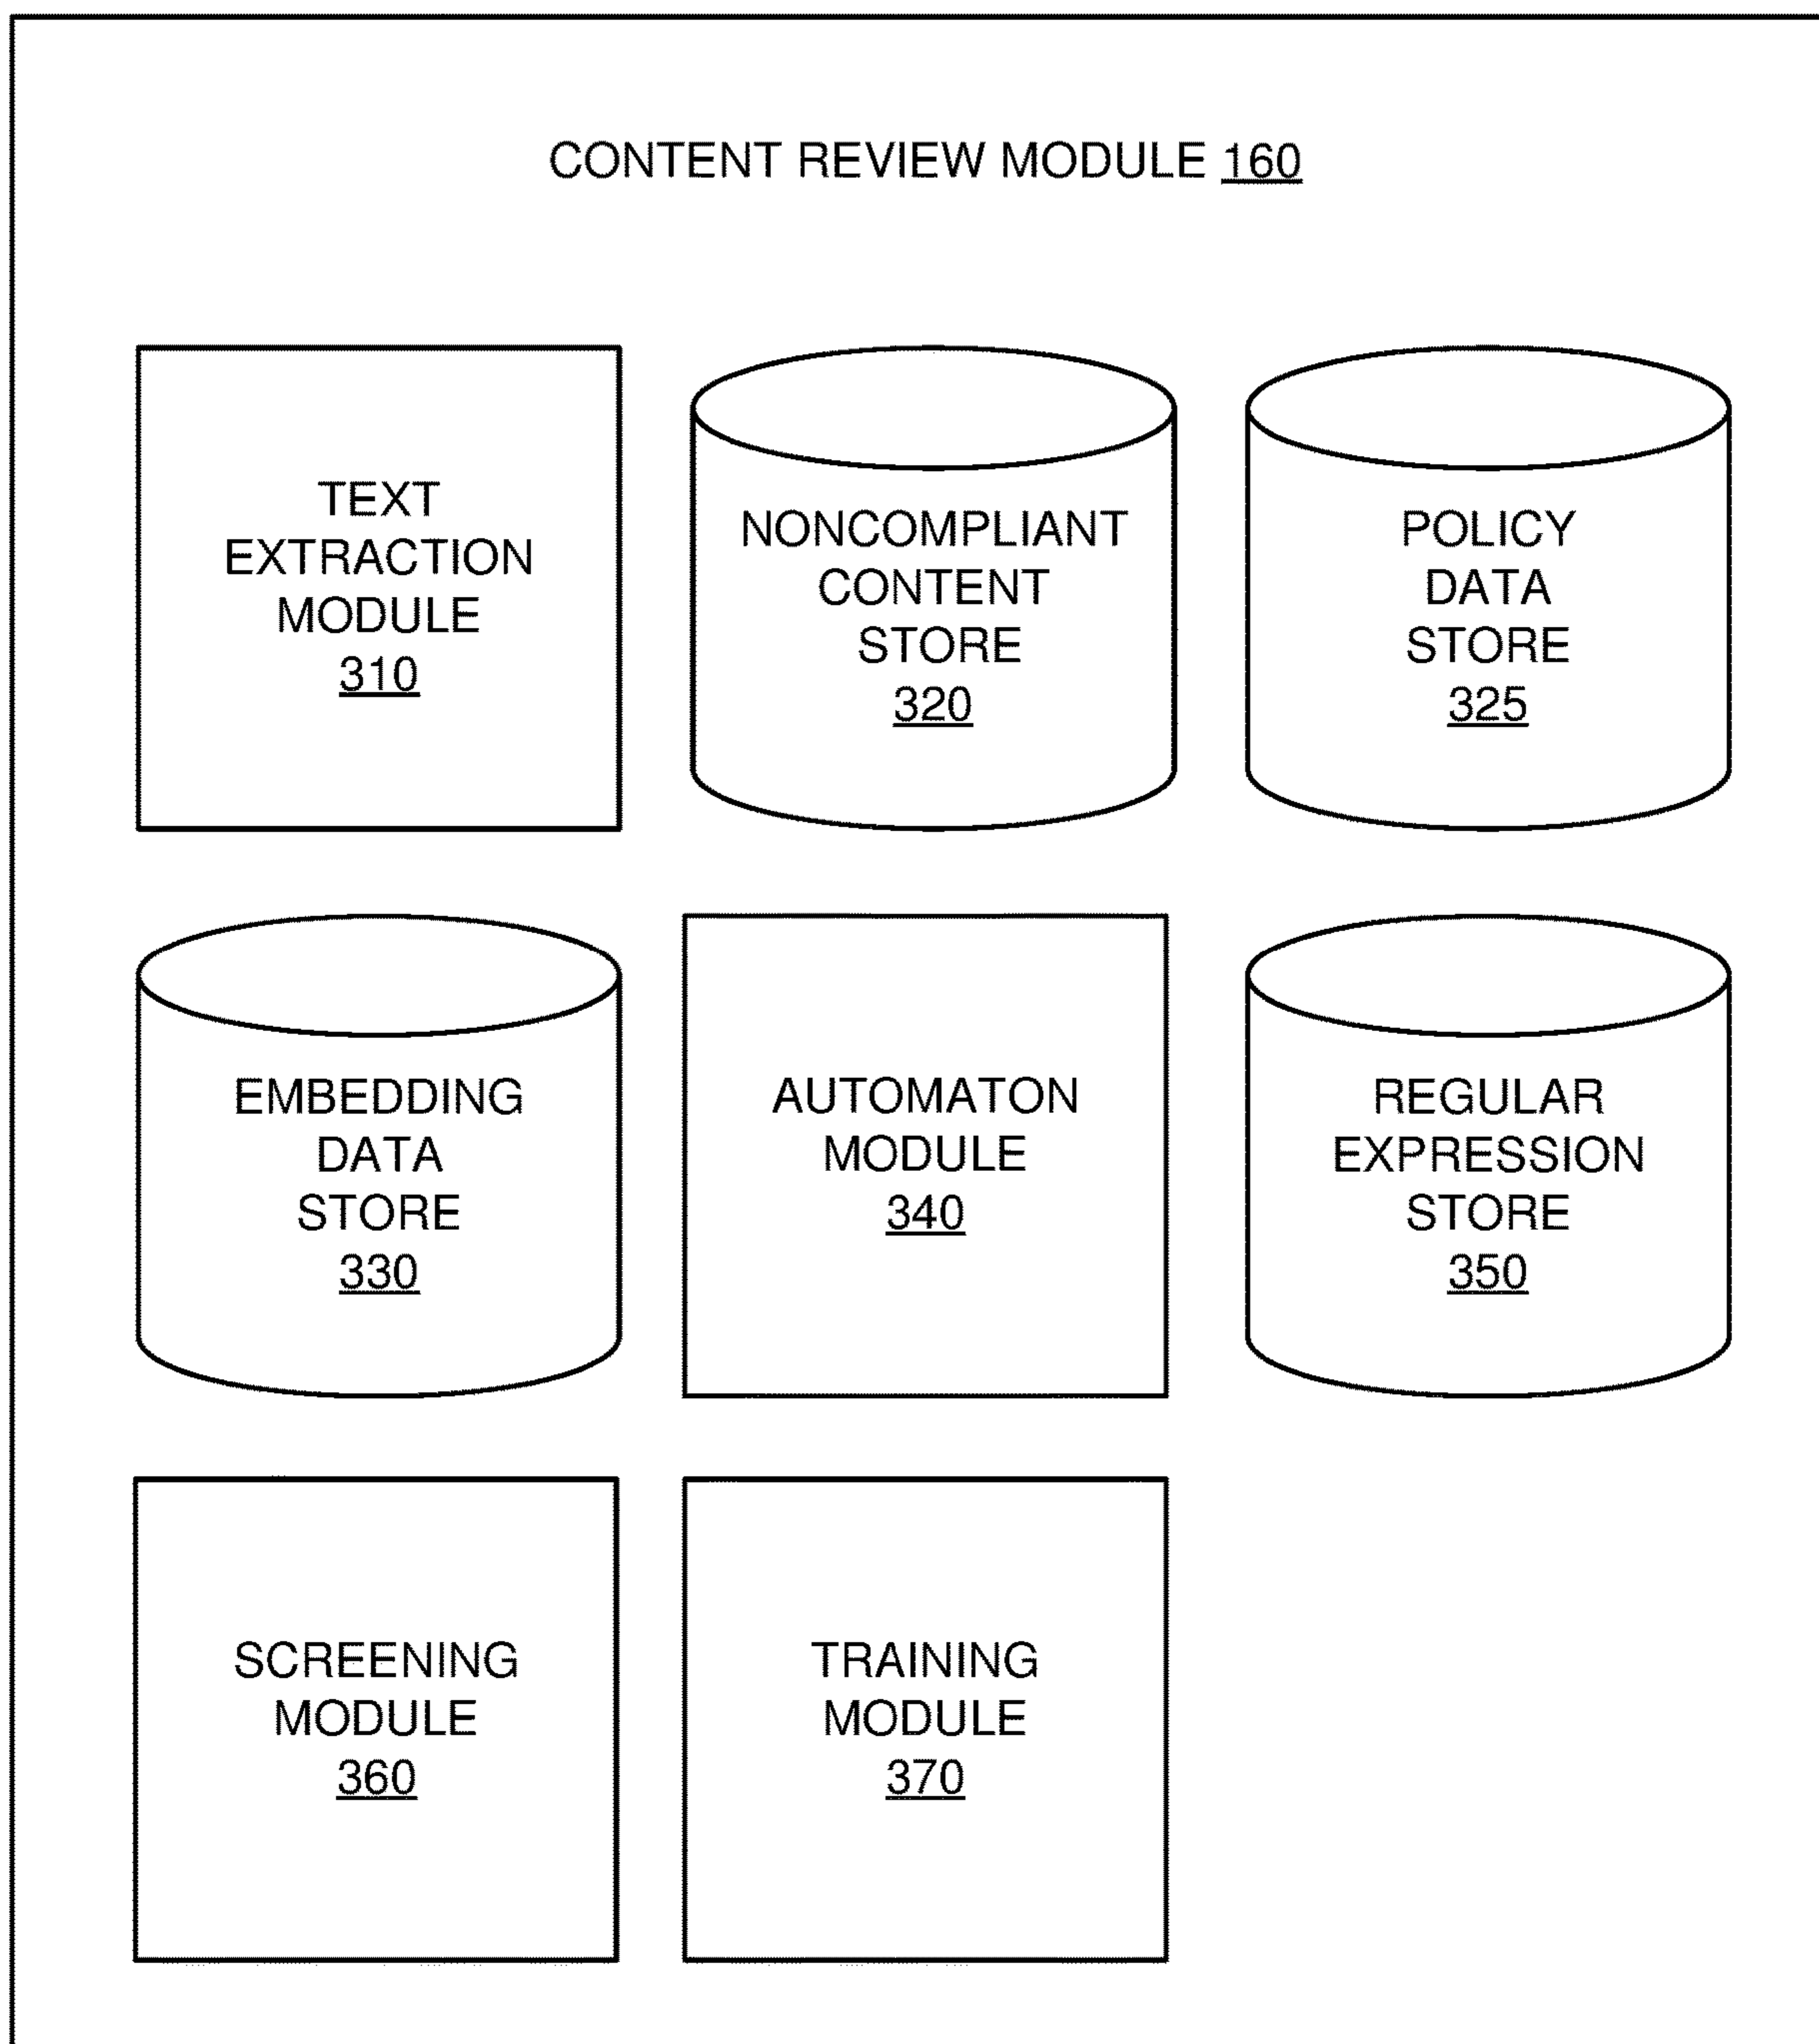 CONTENT REVIEW MODULE 160
TEXT
EXTRACTION
MODULE
310
NONCOMPLIANT
CONTENT
STORE
320
POLICY
DATA
STORE
325
EMBEDDING
DATA
STORE
330
AUTOMATON
MODULE
340
REGULAR
EXPRESSION
STORE
350
SCREENING
MODULE
360
TRAINING
MODULE
370